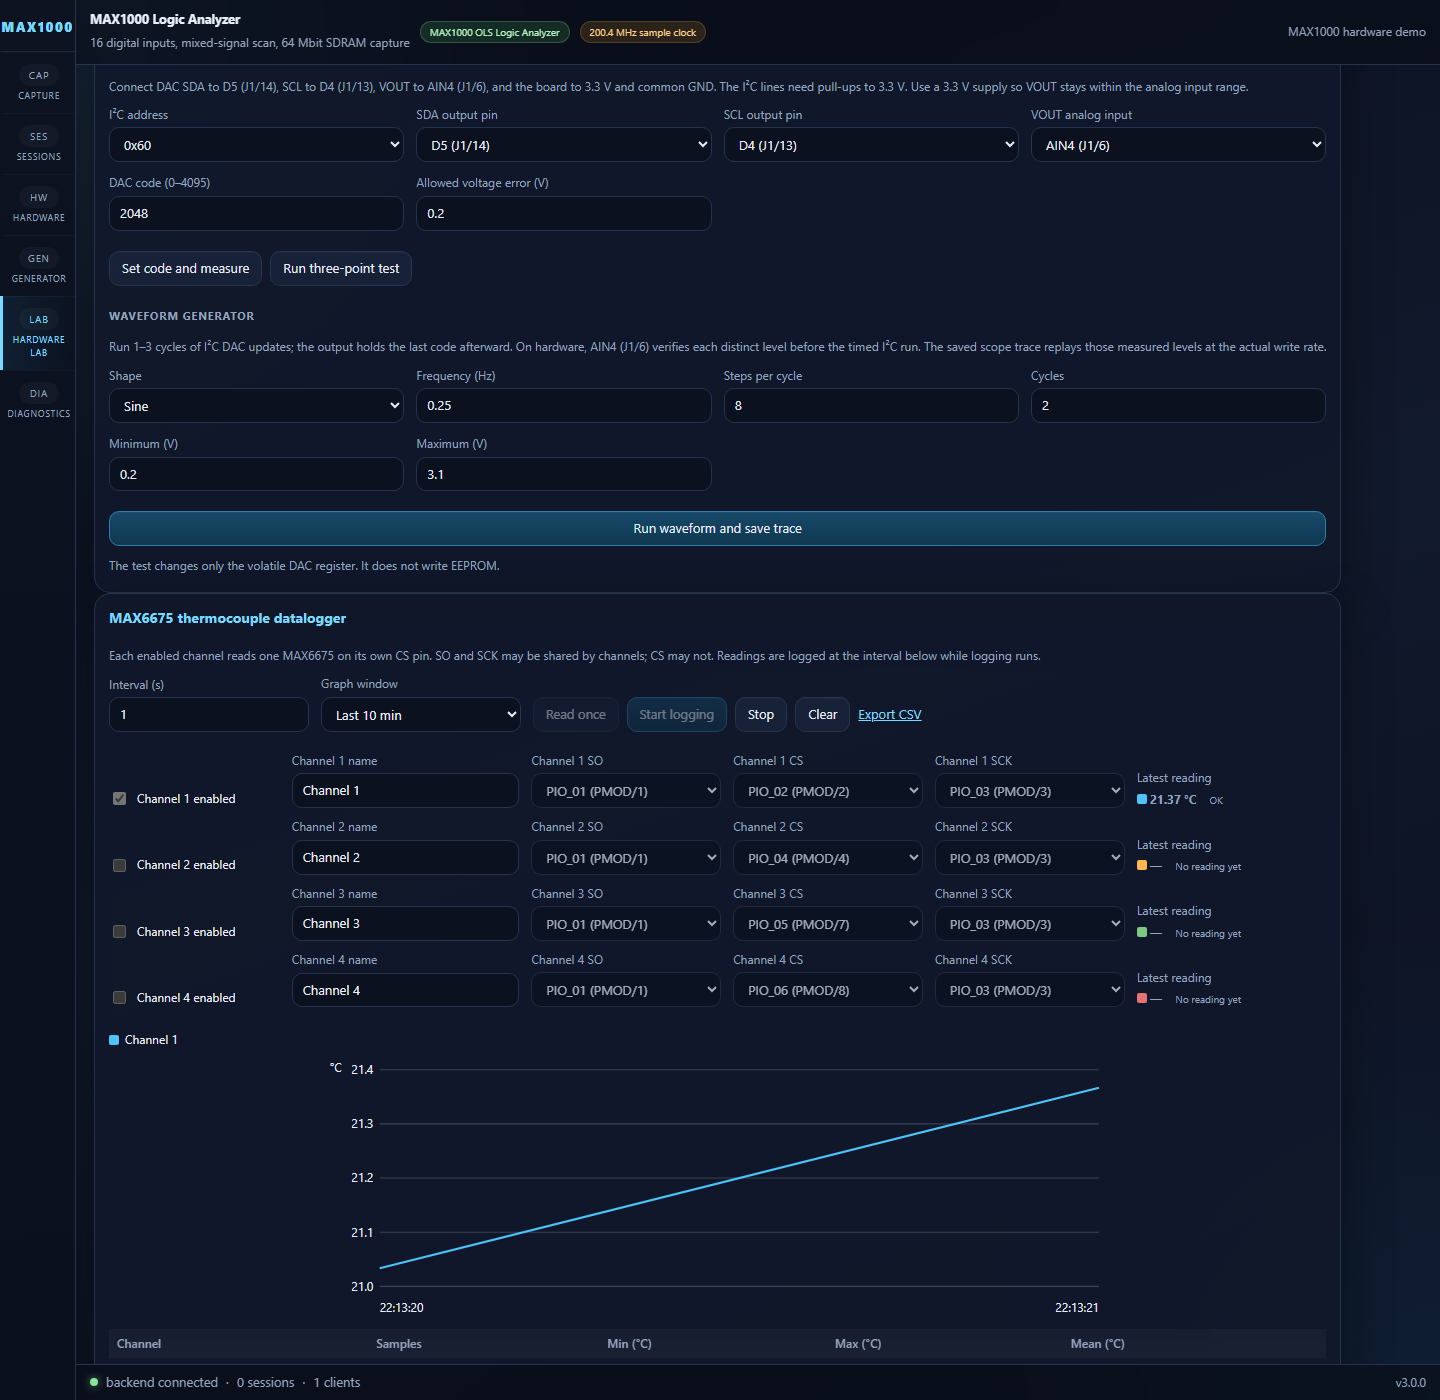 MAX1000
MAX1000 Logic Analyzer
16 digital inputs, mixed-signal scan, 64 Mbit SDRAM capture
MAX1000 OLS Logic Analyzer
200.4 MHz sample clock
MAX1000 hardware demo
CAP
CAPTURE
SES
SESSIONS
HW
HARDWARE
GEN
GENERATOR
LAB
HARDWARE
LAB
DIA
DIAGNOSTICS
Connect DAC SDA to D5 (J1/14), SCL to D4 (J1/13), VOUT to AIN4 (J1/6), and the board to 3.3 V and common GND. The I²C lines need pull-ups to 3.3 V. Use a 3.3 V supply so VOUT stays within the analog input range.
I²C address SDA output pin SCL output pin VOUT analog input
0x60 D5 (J1/14) D4 (J1/13) AIN4 (J1/6)
DAC code (0–4095) Allowed voltage error (V)
2048 0.2
Set code and measure Run three-point test
WAVEFORM GENERATOR
Run 1–3 cycles of I²C DAC updates; the output holds the last code afterward. On hardware, AIN4 (J1/6) verifies each distinct level before the timed I²C run. The saved scope trace replays those measured levels at the actual write rate.
Shape Frequency (Hz) Steps per cycle Cycles
Sine 0.25 8 2
Minimum (V) Maximum (V)
0.2 3.1
Run waveform and save trace
The test changes only the volatile DAC register. It does not write EEPROM.
MAX6675 thermocouple datalogger
Each enabled channel reads one MAX6675 on its own CS pin. SO and SCK may be shared by channels; CS may not. Readings are logged at the interval below while logging runs.
Interval (s) Graph window
1 Last 10 min Read once Start logging Stop Clear Export CSV
Channel 1 name Channel 1 SO Channel 1 CS Channel 1 SCK Latest reading
Channel 1 enabled Channel 1 PIO_01 (PMOD/1) PIO_02 (PMOD/2) PIO_03 (PMOD/3) 21.37 °C OK
Channel 2 name Channel 2 SO Channel 2 CS Channel 2 SCK Latest reading
Channel 2 enabled Channel 2 PIO_01 (PMOD/1) PIO_04 (PMOD/4) PIO_03 (PMOD/3) — No reading yet
Channel 3 name Channel 3 SO Channel 3 CS Channel 3 SCK Latest reading
Channel 3 enabled Channel 3 PIO_01 (PMOD/1) PIO_05 (PMOD/7) PIO_03 (PMOD/3) — No reading yet
Channel 4 name Channel 4 SO Channel 4 CS Channel 4 SCK Latest reading
Channel 4 enabled Channel 4 PIO_01 (PMOD/1) PIO_06 (PMOD/8) PIO_03 (PMOD/3) — No reading yet
Channel 1
°C 21.4
21.3
21.2
21.1
21.0
22:13:20 22:13:21
Channel Samples Min (°C) Max (°C) Mean (°C)
backend connected · 0 sessions · 1 clients
v3.0.0